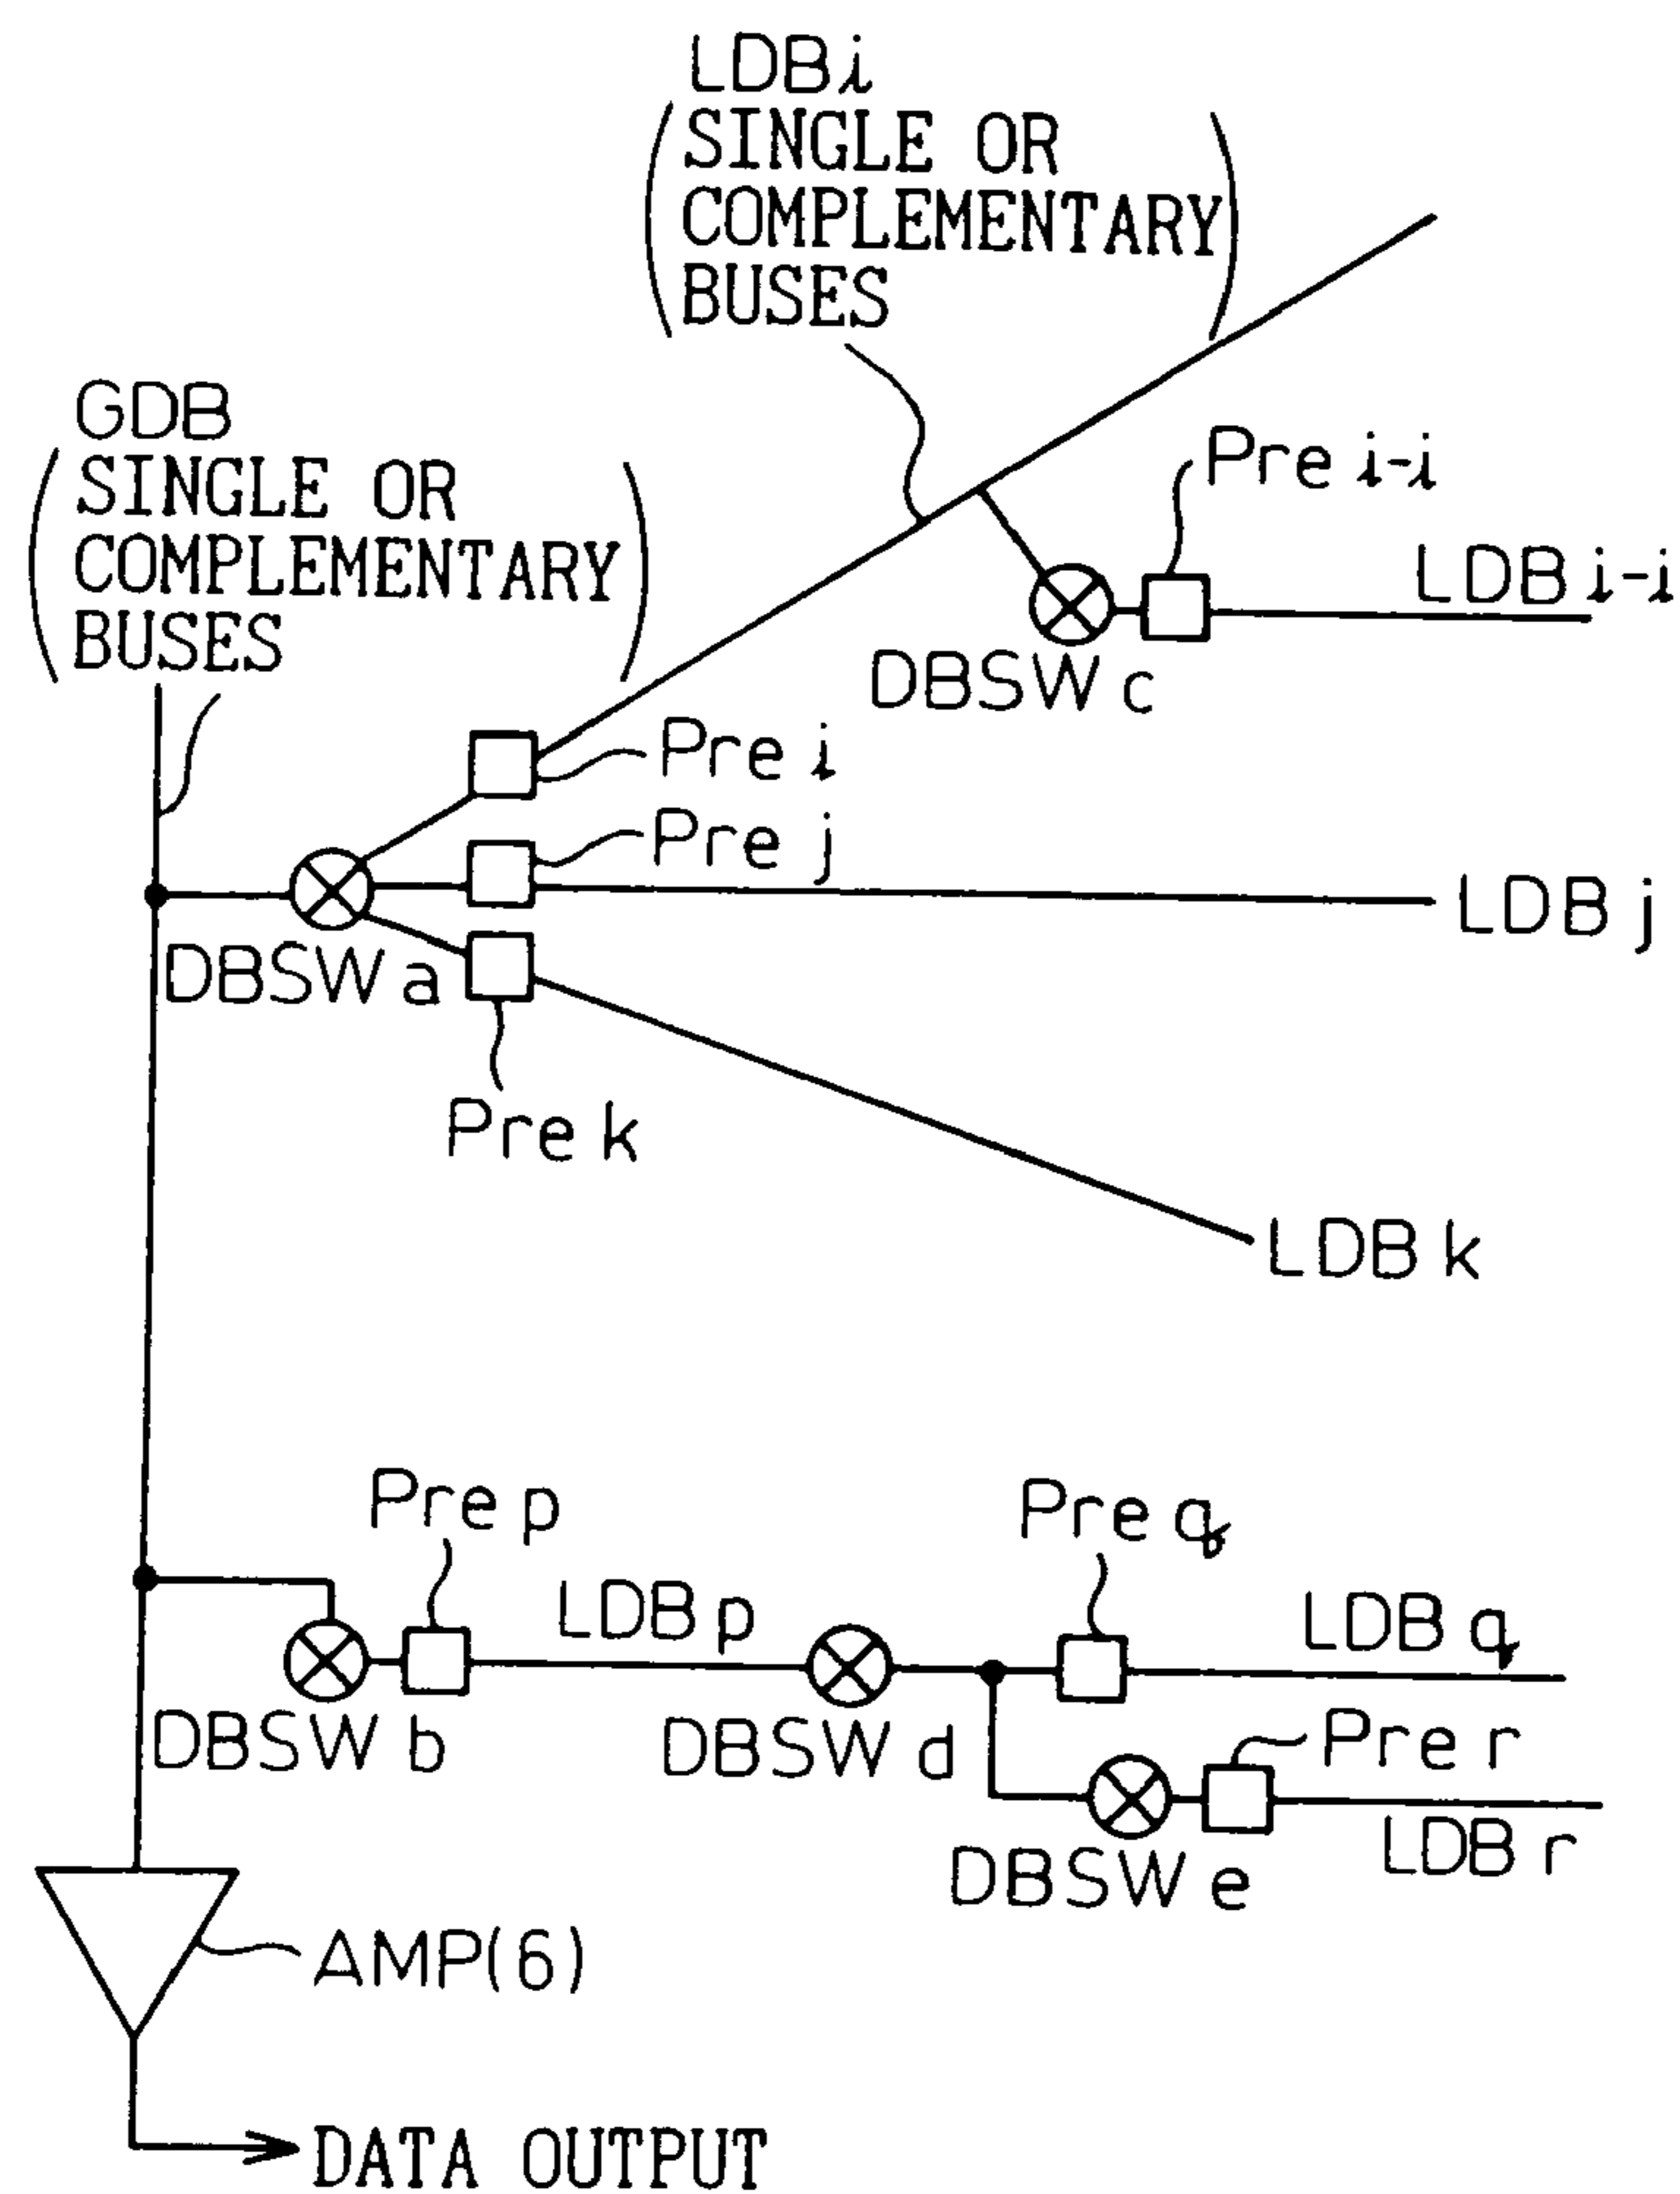 LDBi
SINGLE OR
COMPLEMENTARY
BUSES
GDB
SINGLE OR
COMPLEMENTARY
BUSES
Pre i-i
LDB i-i
DBSW c
Pre i
Pre j
LDB j
DBSW a
Pre k
LDB k
Pre p
Pre q
LDB p
LDB q
DBSW b
DBSW d
Pre r
LDB r
DBSW e
AMP(6)
DATA OUTPUT